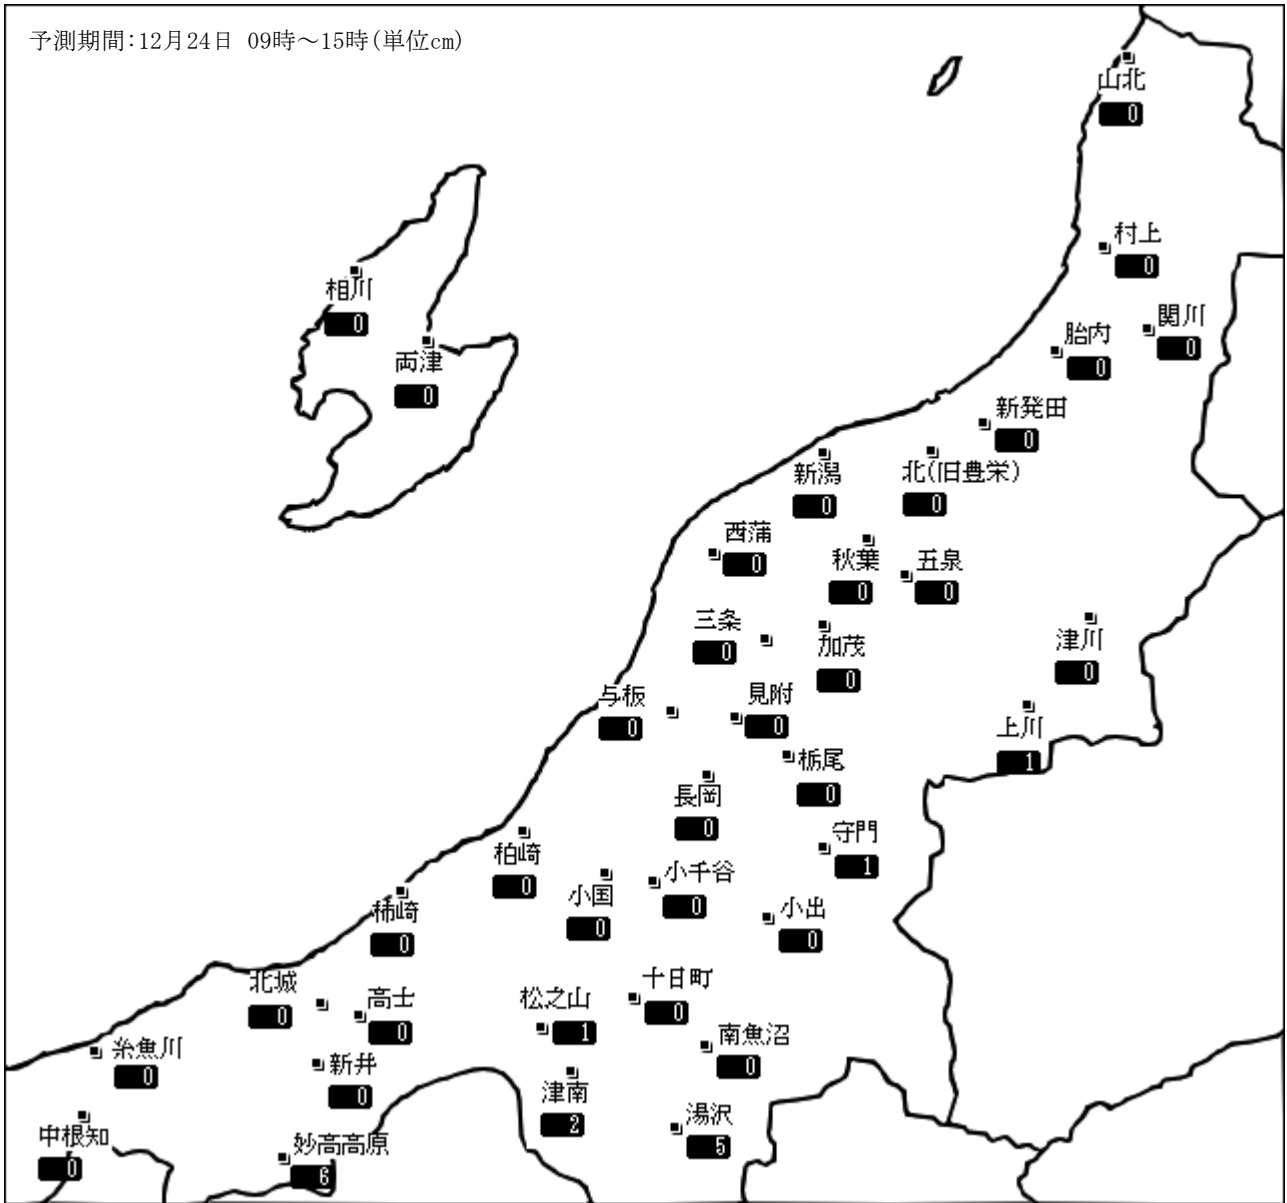 予測期間:12月24日 09時～15時(単位cm)
山北
0
村上
0
相川
0
関川
0
胎内
0
両津
0
新発田
0
新潟
0
北(旧豊栄)
0
西蒲
0
秋葉
0
五泉
0
三条
0
加茂
0
津川
0
与板
0
見附
0
上川
1
栃尾
0
長岡
0
守門
1
柏崎
0
小国
0
小千谷
0
小出
0
柿崎
0
北城
0
高士
0
松之山
1
十日町
0
南魚沼
0
糸魚川
0
新井
0
津南
2
湯沢
5
中根知
0
妙高高原
6